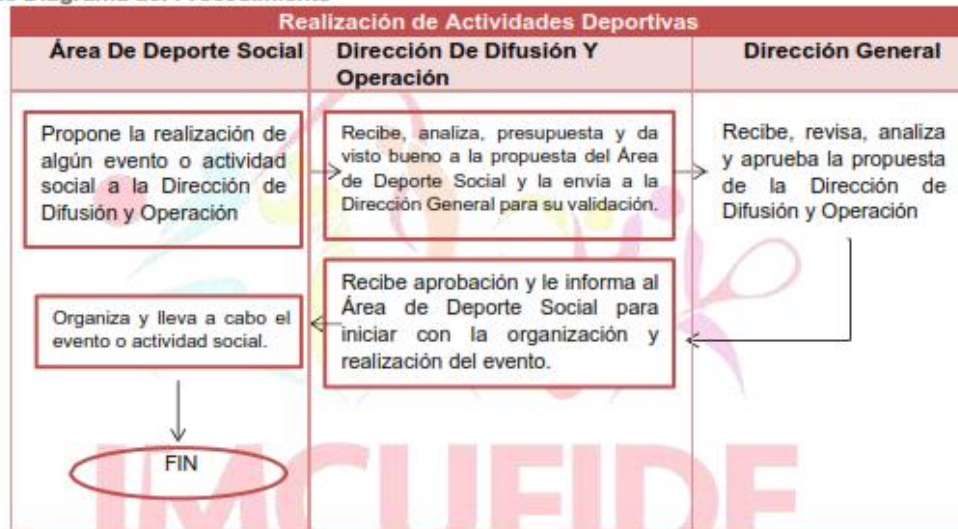 Diagrama del Procedimiento
Realización de Actividades Deportivas
Área De Deporte Social
Dirección De Difusión Y
Operación
Dirección General
Propone la realización de
algún evento o actividad
social a la Dirección de
Difusión y Operación
Recibe, analiza, presupuesta y da
visto bueno a la propuesta del Área
de Deporte Social y la envía a la
Dirección General para su validación.
Recibe, revisa, analiza
y aprueba la propuesta
de la Dirección de
Difusión y Operación
Recibe aprobación y le informa al
Área de Deporte Social para
iniciar con la organización y
realización del evento.
Organiza y lleva a cabo el
evento o actividad social.
FIN
IMCUFIDE